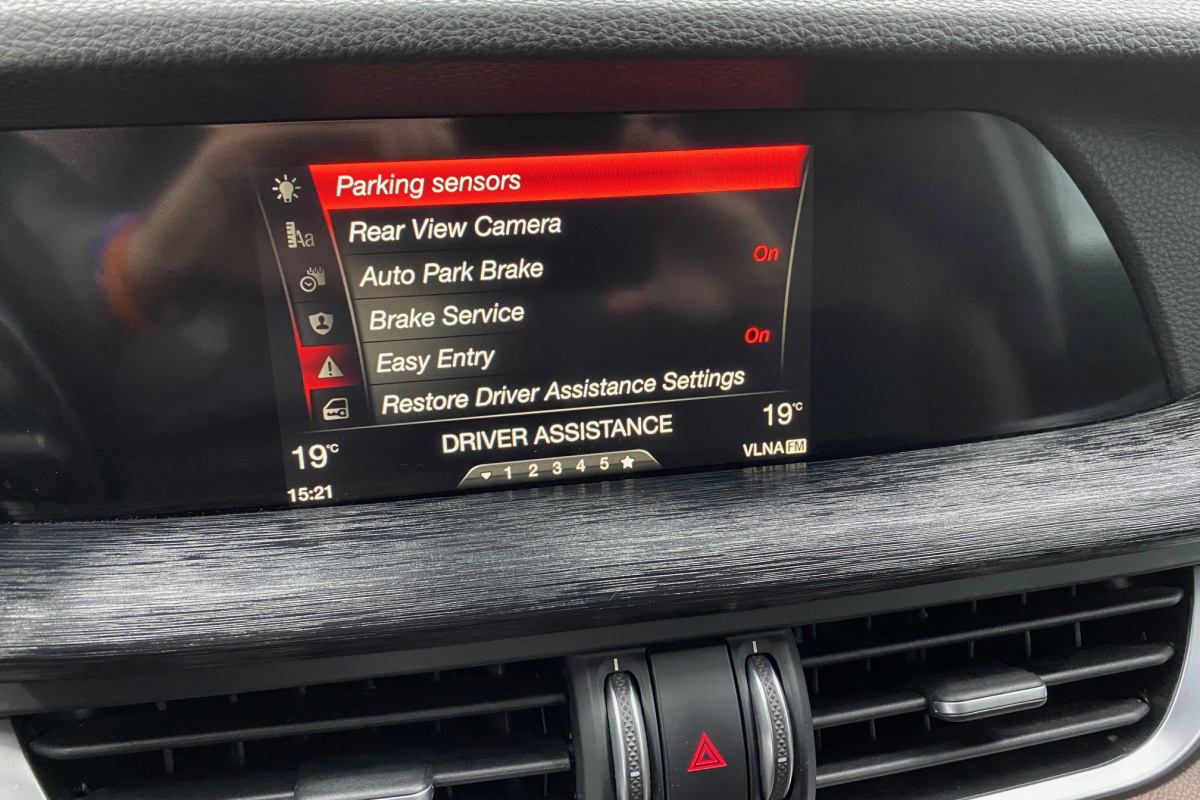 Parking sensors
Aa
Rear View Camera
Auto Park Brake On
Brake Service
Easy Entry On
Restore Driver Assistance Settings
19°C DRIVER ASSISTANCE 19°C
1 2 3 4 5 VLNA FM
15:21